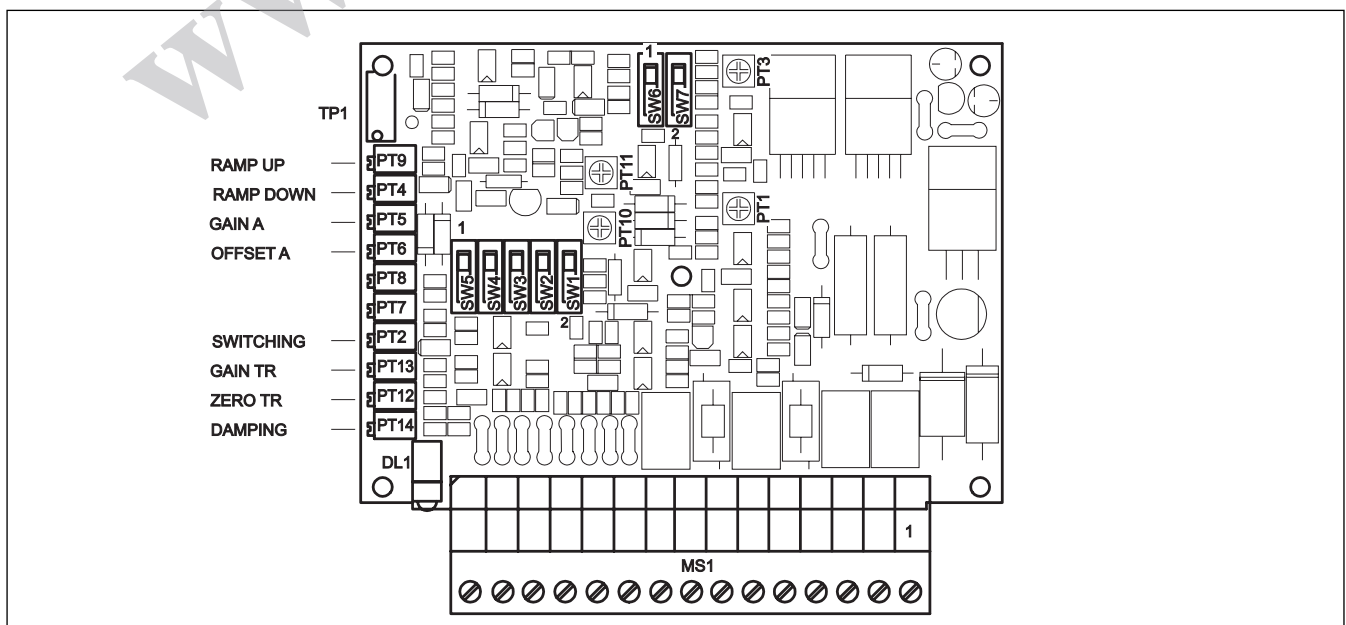 WW
1
SW6
SW7
2
PT3
TP1
RAMP UP
PT9
RAMP DOWN
PT4
GAIN A
PT5
OFFSET A
PT6
PT8
PT7
SWITCHING
PT2
GAIN TR
PT13
ZERO TR
PT12
DAMPING
PT14
PT11
PT10
PT1
1
SW5
SW4
SW3
SW2
SW1
2
DL1
1
MS1